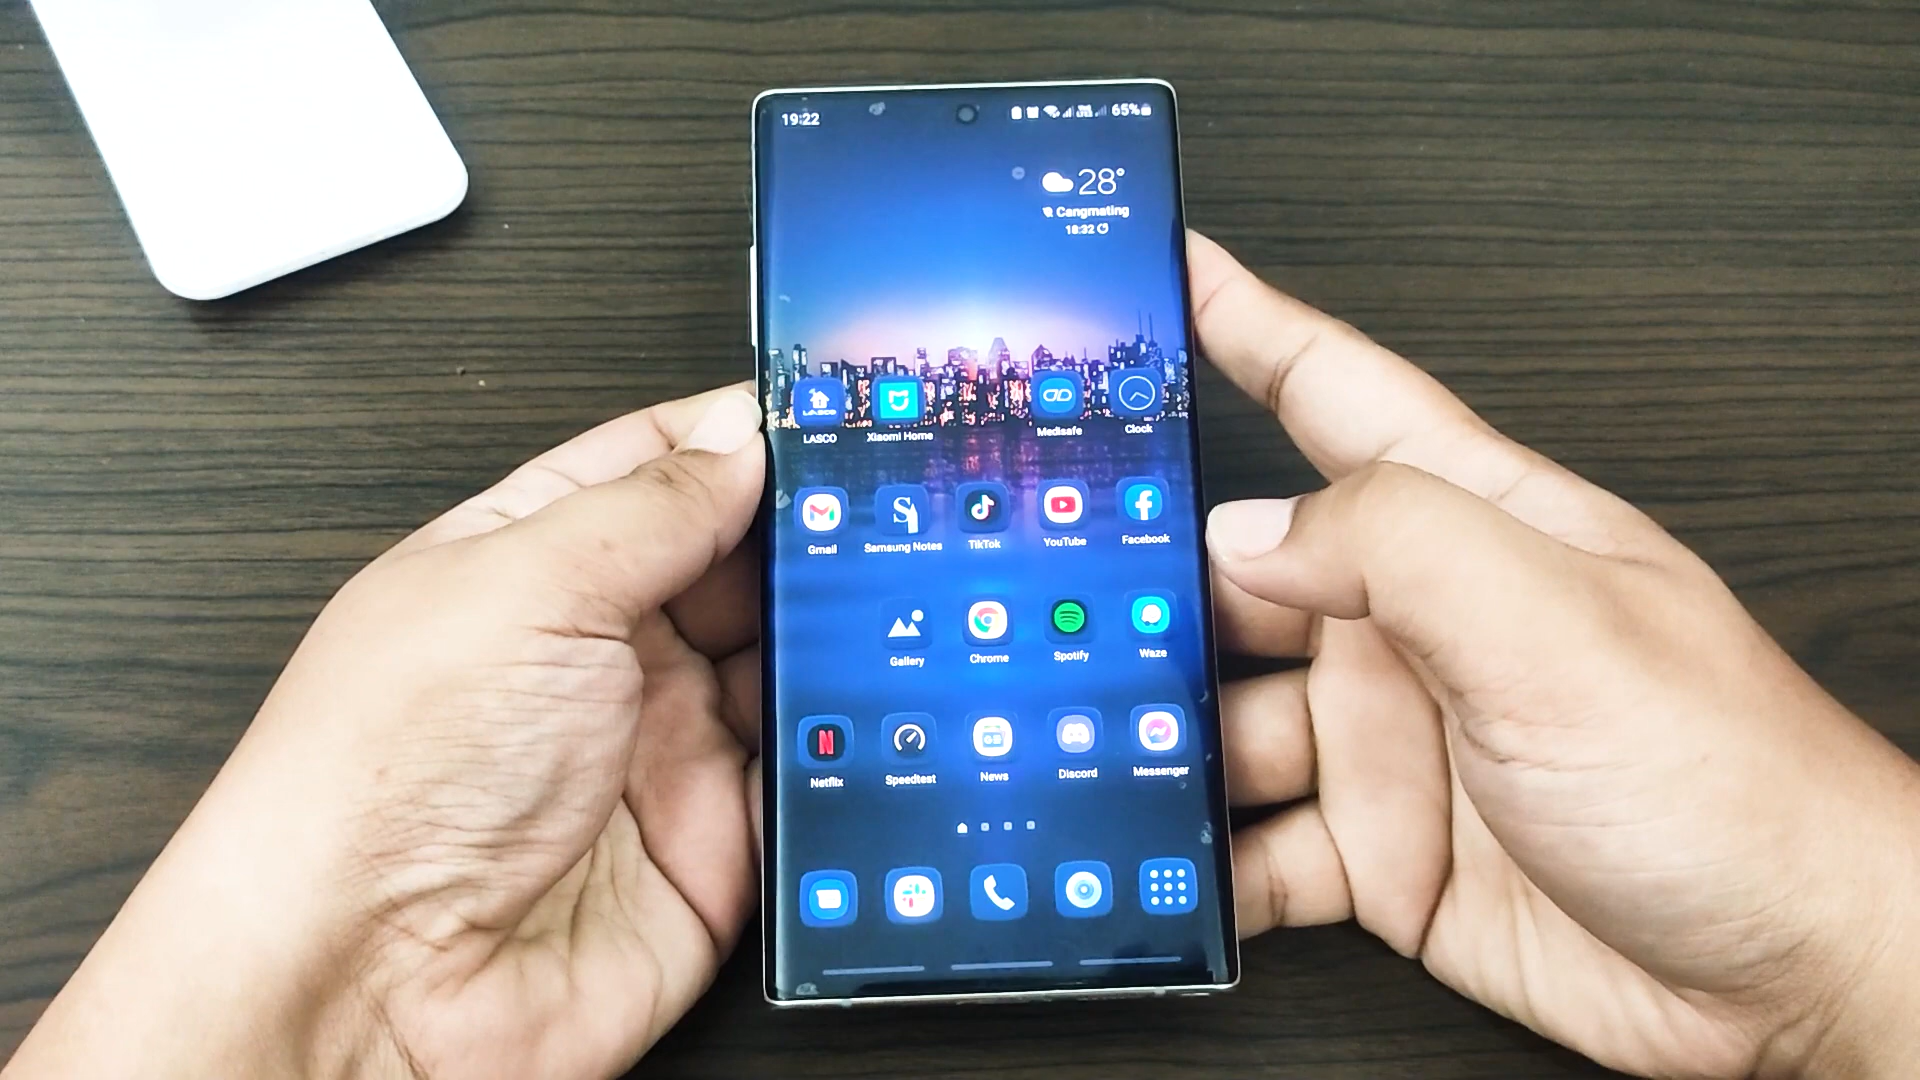 19:22
65%
28°
Cangmating
18:32
LASCO
LASCO
Xiaomi Home
Medisafe
Clock
Gmail
Samsung Notes
TikTok
YouTube
Facebook
Gallery
Chrome
Spotify
Waze
N
Netflix
Speedtest
News
Discord
Messenger